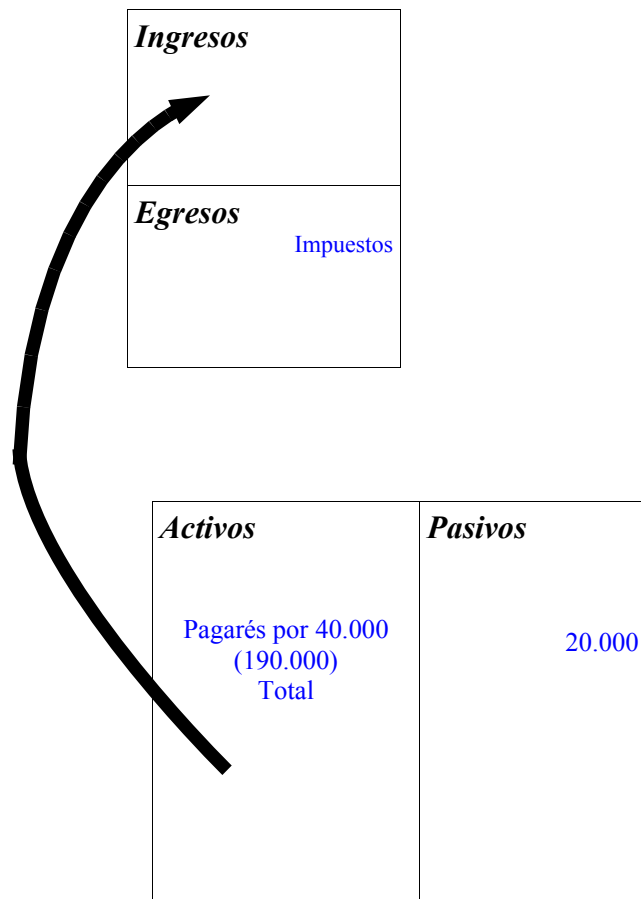 Ingresos
Egresos
Impuestos
Activos
Pasivos
Pagarés por 40.000
(190.000)
Total
20.000